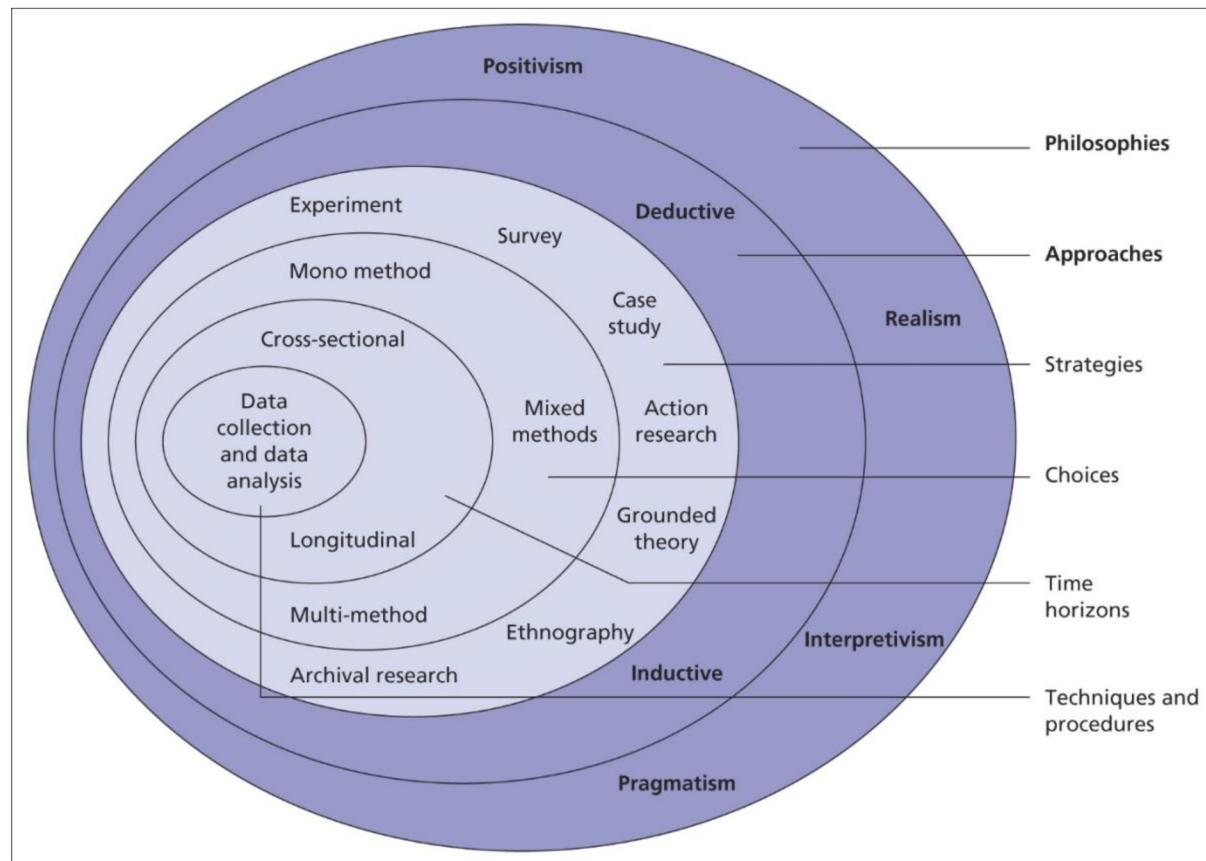 Positivism
Philosophies
Deductive
Approaches
Experiment
Survey
Mono method
Case
study
Realism
Cross-sectional
Strategies
Data
collection
and data
analysis
Mixed
methods
Action
research
Choices
Longitudinal
Grounded
theory
Time
horizons
Multi-method
Ethnography
Interpretivism
Archival research
Inductive
Techniques and
procedures
Pragmatism